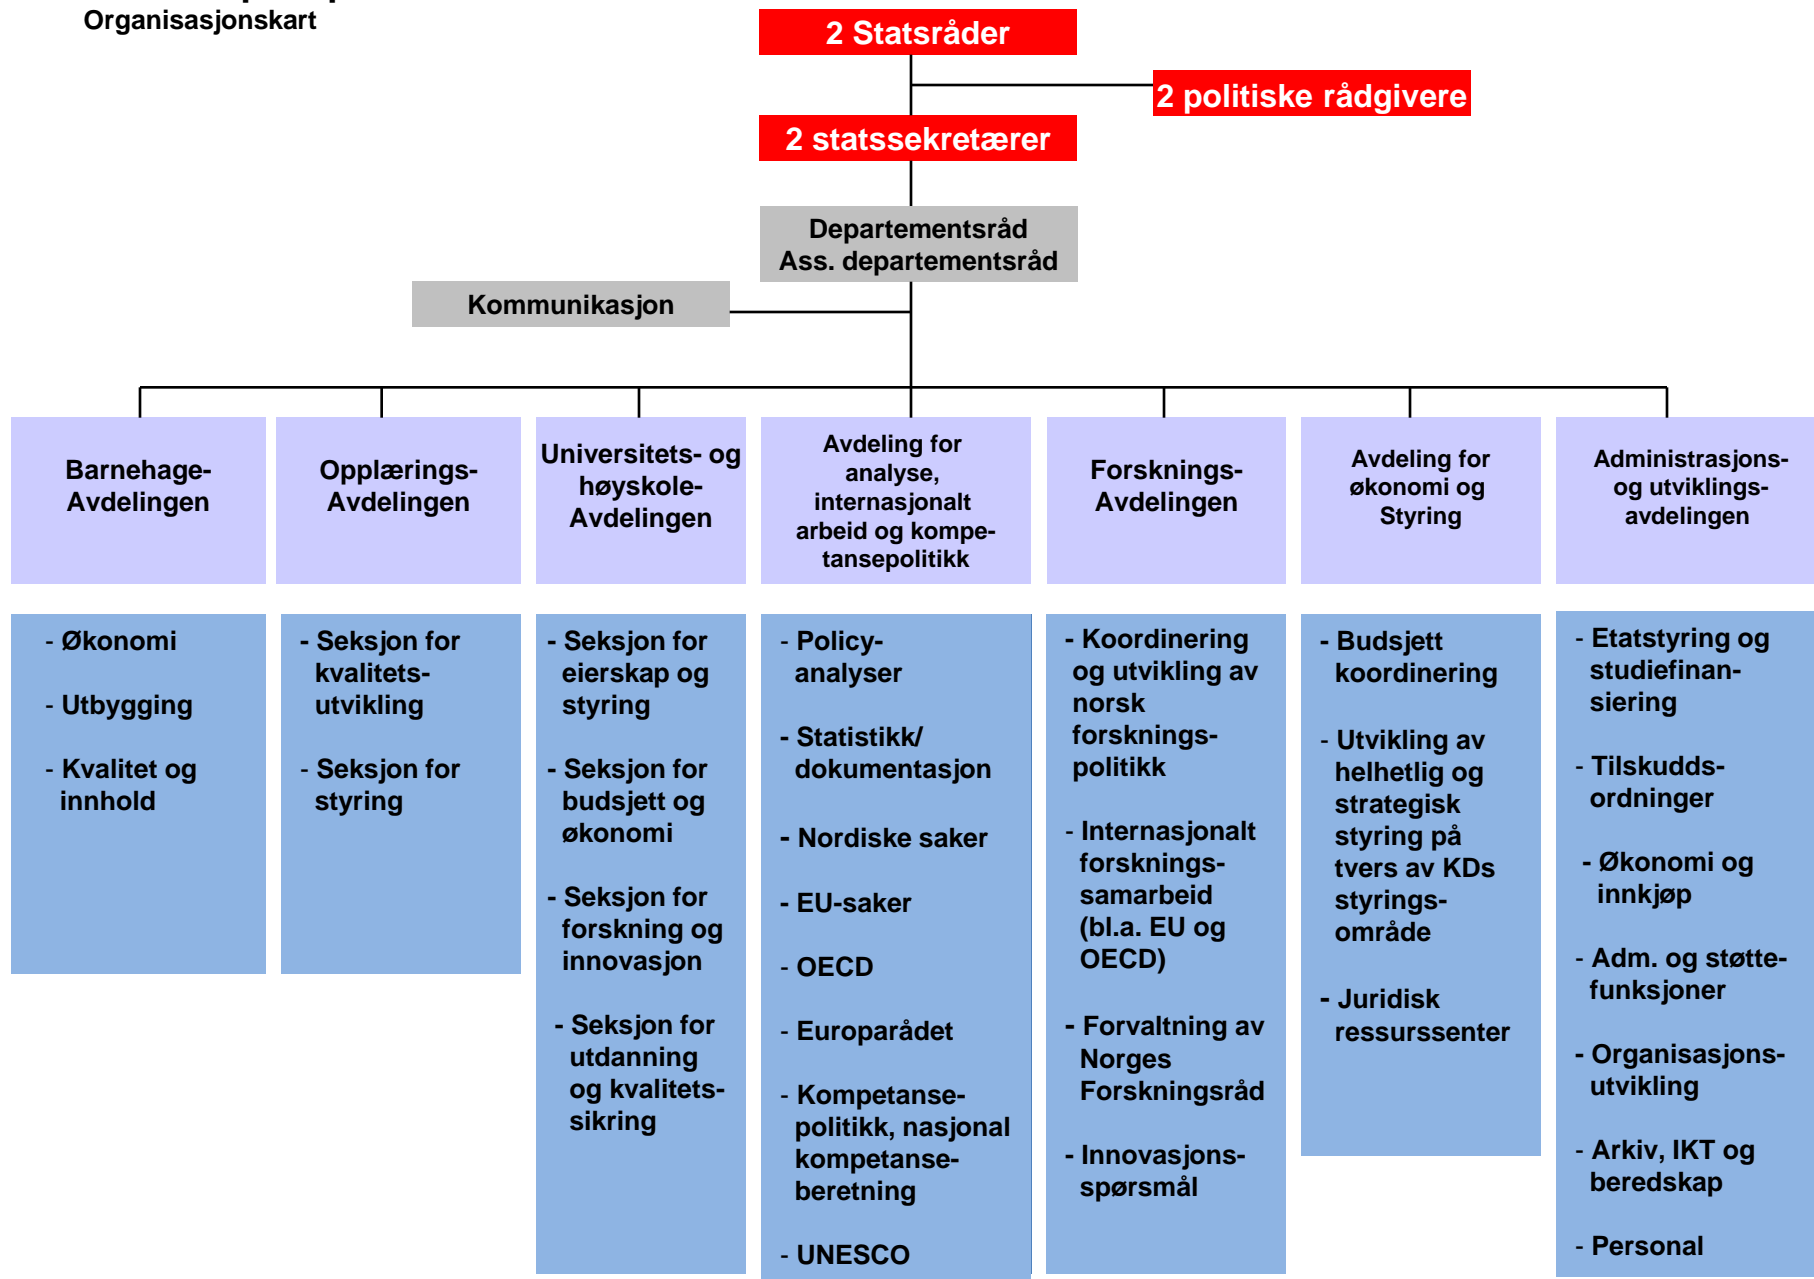 Organisasjonskart
2 Statsråder
2 politiske rådgivere
2 statssekretærer
Departementsråd
Ass. departementsråd
Kommunikasjon
Barnehage-
Avdelingen
Opplærings-
Avdelingen
Universitets- og
høyskole-
Avdelingen
Avdeling for
analyse,
internasjonalt
arbeid og kompe-
tansepolitikk
Forsknings-
Avdelingen
Avdeling for
økonomi og
Styring
Administrasjons-
og utviklings-
avdelingen
- Økonomi
- Utbygging
- Kvalitet og
innhold
- Seksjon for
kvalitets-
utvikling
- Seksjon for
styring
- Seksjon for
eierskap og
styring
- Seksjon for
budsjett og
økonomi
- Seksjon for
forskning og
innovasjon
- Seksjon for
utdanning
og kvalitets-
sikring
- Policy-
analyser
- Statistikk/
dokumentasjon
- Nordiske saker
- EU-saker
- OECD
- Europarådet
- Kompetanse-
politikk, nasjonal
kompetanse-
beretning
- UNESCO
- Koordinering
og utvikling av
norsk
forsknings-
politikk
- Internasjonalt
forsknings-
samarbeid
(bl.a. EU og
OECD)
- Forvaltning av
Norges
Forskningsråd
- Innovasjons-
spørsmål
- Budsjett
koordinering
- Utvikling av
helhetlig og
strategisk
styring på
tvers av KDs
styrings-
område
- Juridisk
ressurssenter
- Etatstyring og
studiefinan-
siering
- Tilskudds-
ordninger
- Økonomi og
innkjøp
- Adm. og støtte-
funksjoner
- Organisasjons-
utvikling
- Arkiv, IKT og
beredskap
- Personal